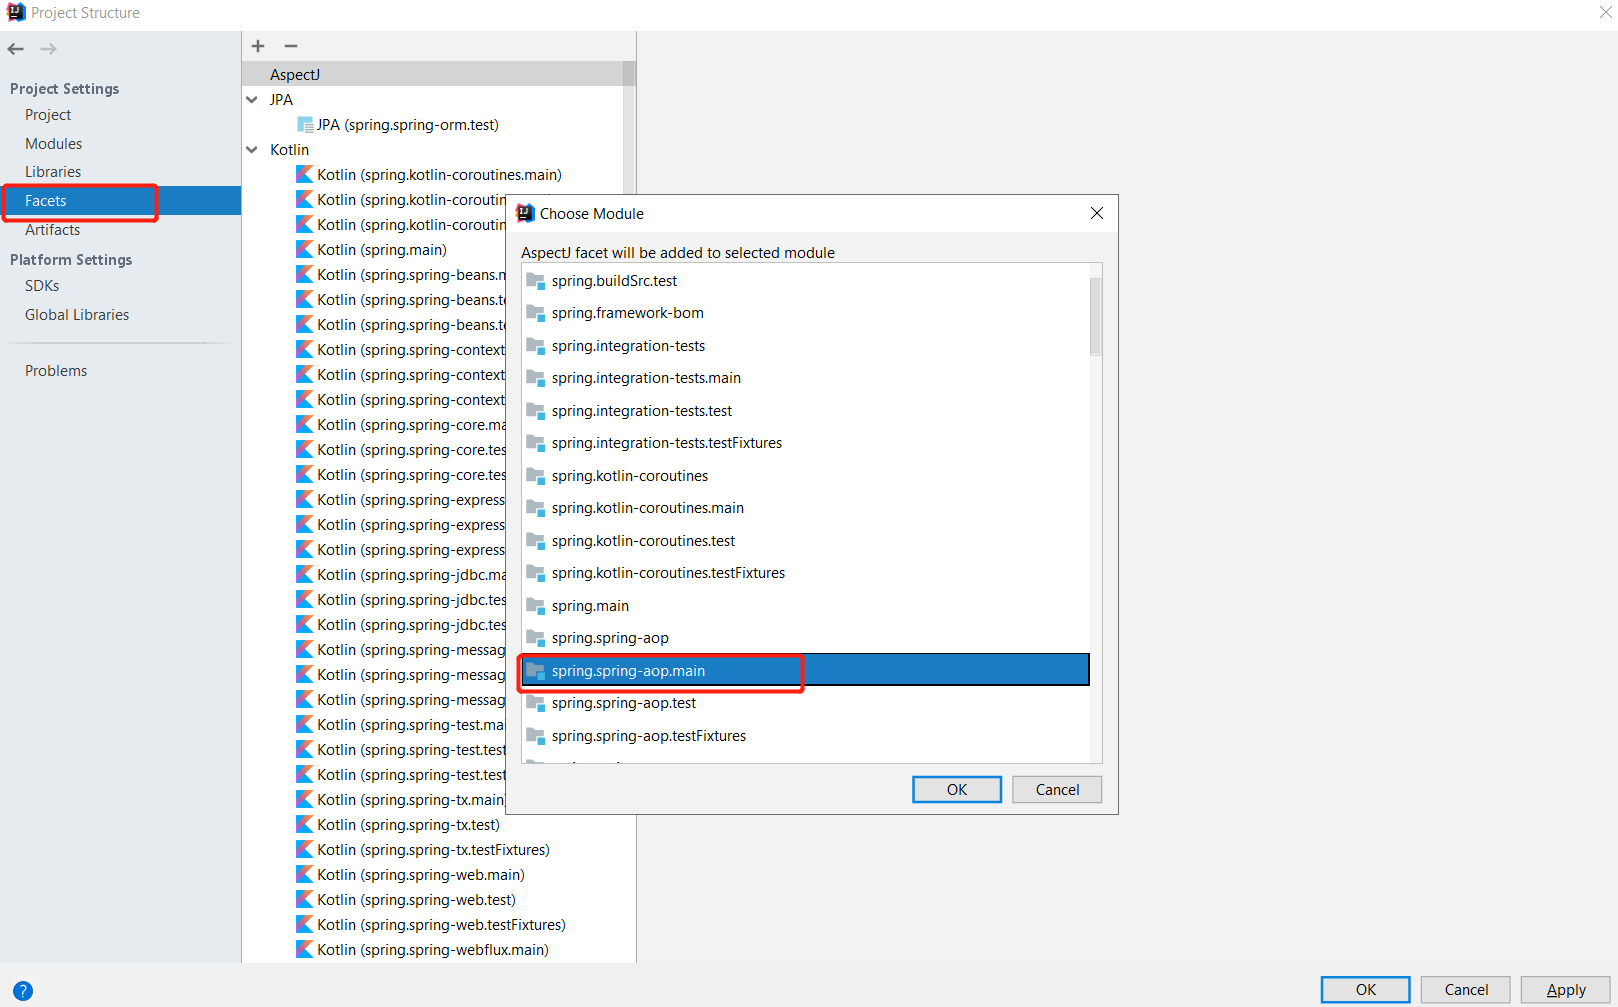 Project Structure
Project Settings
Project
Modules
Libraries
Facets
Artifacts
Platform Settings
SDKs
Global Libraries
Problems
AspectJ
JPA
JPA (spring.spring-orm.test)
Kotlin
Kotlin (spring.kotlin-coroutines.main)
Kotlin (spring.kotlin-coroutin
Kotlin (spring.kotlin-coroutin
Kotlin (spring.main)
Kotlin (spring.spring-beans.m
Kotlin (spring.spring-beans.te
Kotlin (spring.spring-beans.te
Kotlin (spring.spring-context
Kotlin (spring.spring-context
Kotlin (spring.spring-context
Kotlin (spring.spring-core.ma
Kotlin (spring.spring-core.tes
Kotlin (spring.spring-core.tes
Kotlin (spring.spring-express
Kotlin (spring.spring-express
Kotlin (spring.spring-express
Kotlin (spring.spring-jdbc.ma
Kotlin (spring.spring-jdbc.tes
Kotlin (spring.spring-jdbc.tes
Kotlin (spring.spring-messag
Kotlin (spring.spring-messag
Kotlin (spring.spring-messag
Kotlin (spring.spring-test.mai
Kotlin (spring.spring-test.test
Kotlin (spring.spring-test.test
Kotlin (spring.spring-tx.main)
Kotlin (spring.spring-tx.test)
Kotlin (spring.spring-tx.testFixtures)
Kotlin (spring.spring-web.main)
Kotlin (spring.spring-web.test)
Kotlin (spring.spring-web.testFixtures)
Kotlin (spring.spring-webflux.main)
Choose Module
AspectJ facet will be added to selected module
spring.buildSrc.test
spring.framework-bom
spring.integration-tests
spring.integration-tests.main
spring.integration-tests.test
spring.integration-tests.testFixtures
spring.kotlin-coroutines
spring.kotlin-coroutines.main
spring.kotlin-coroutines.test
spring.kotlin-coroutines.testFixtures
spring.main
spring.spring-aop
spring.spring-aop.main
spring.spring-aop.test
spring.spring-aop.testFixtures
OK Cancel
OK Cancel Apply